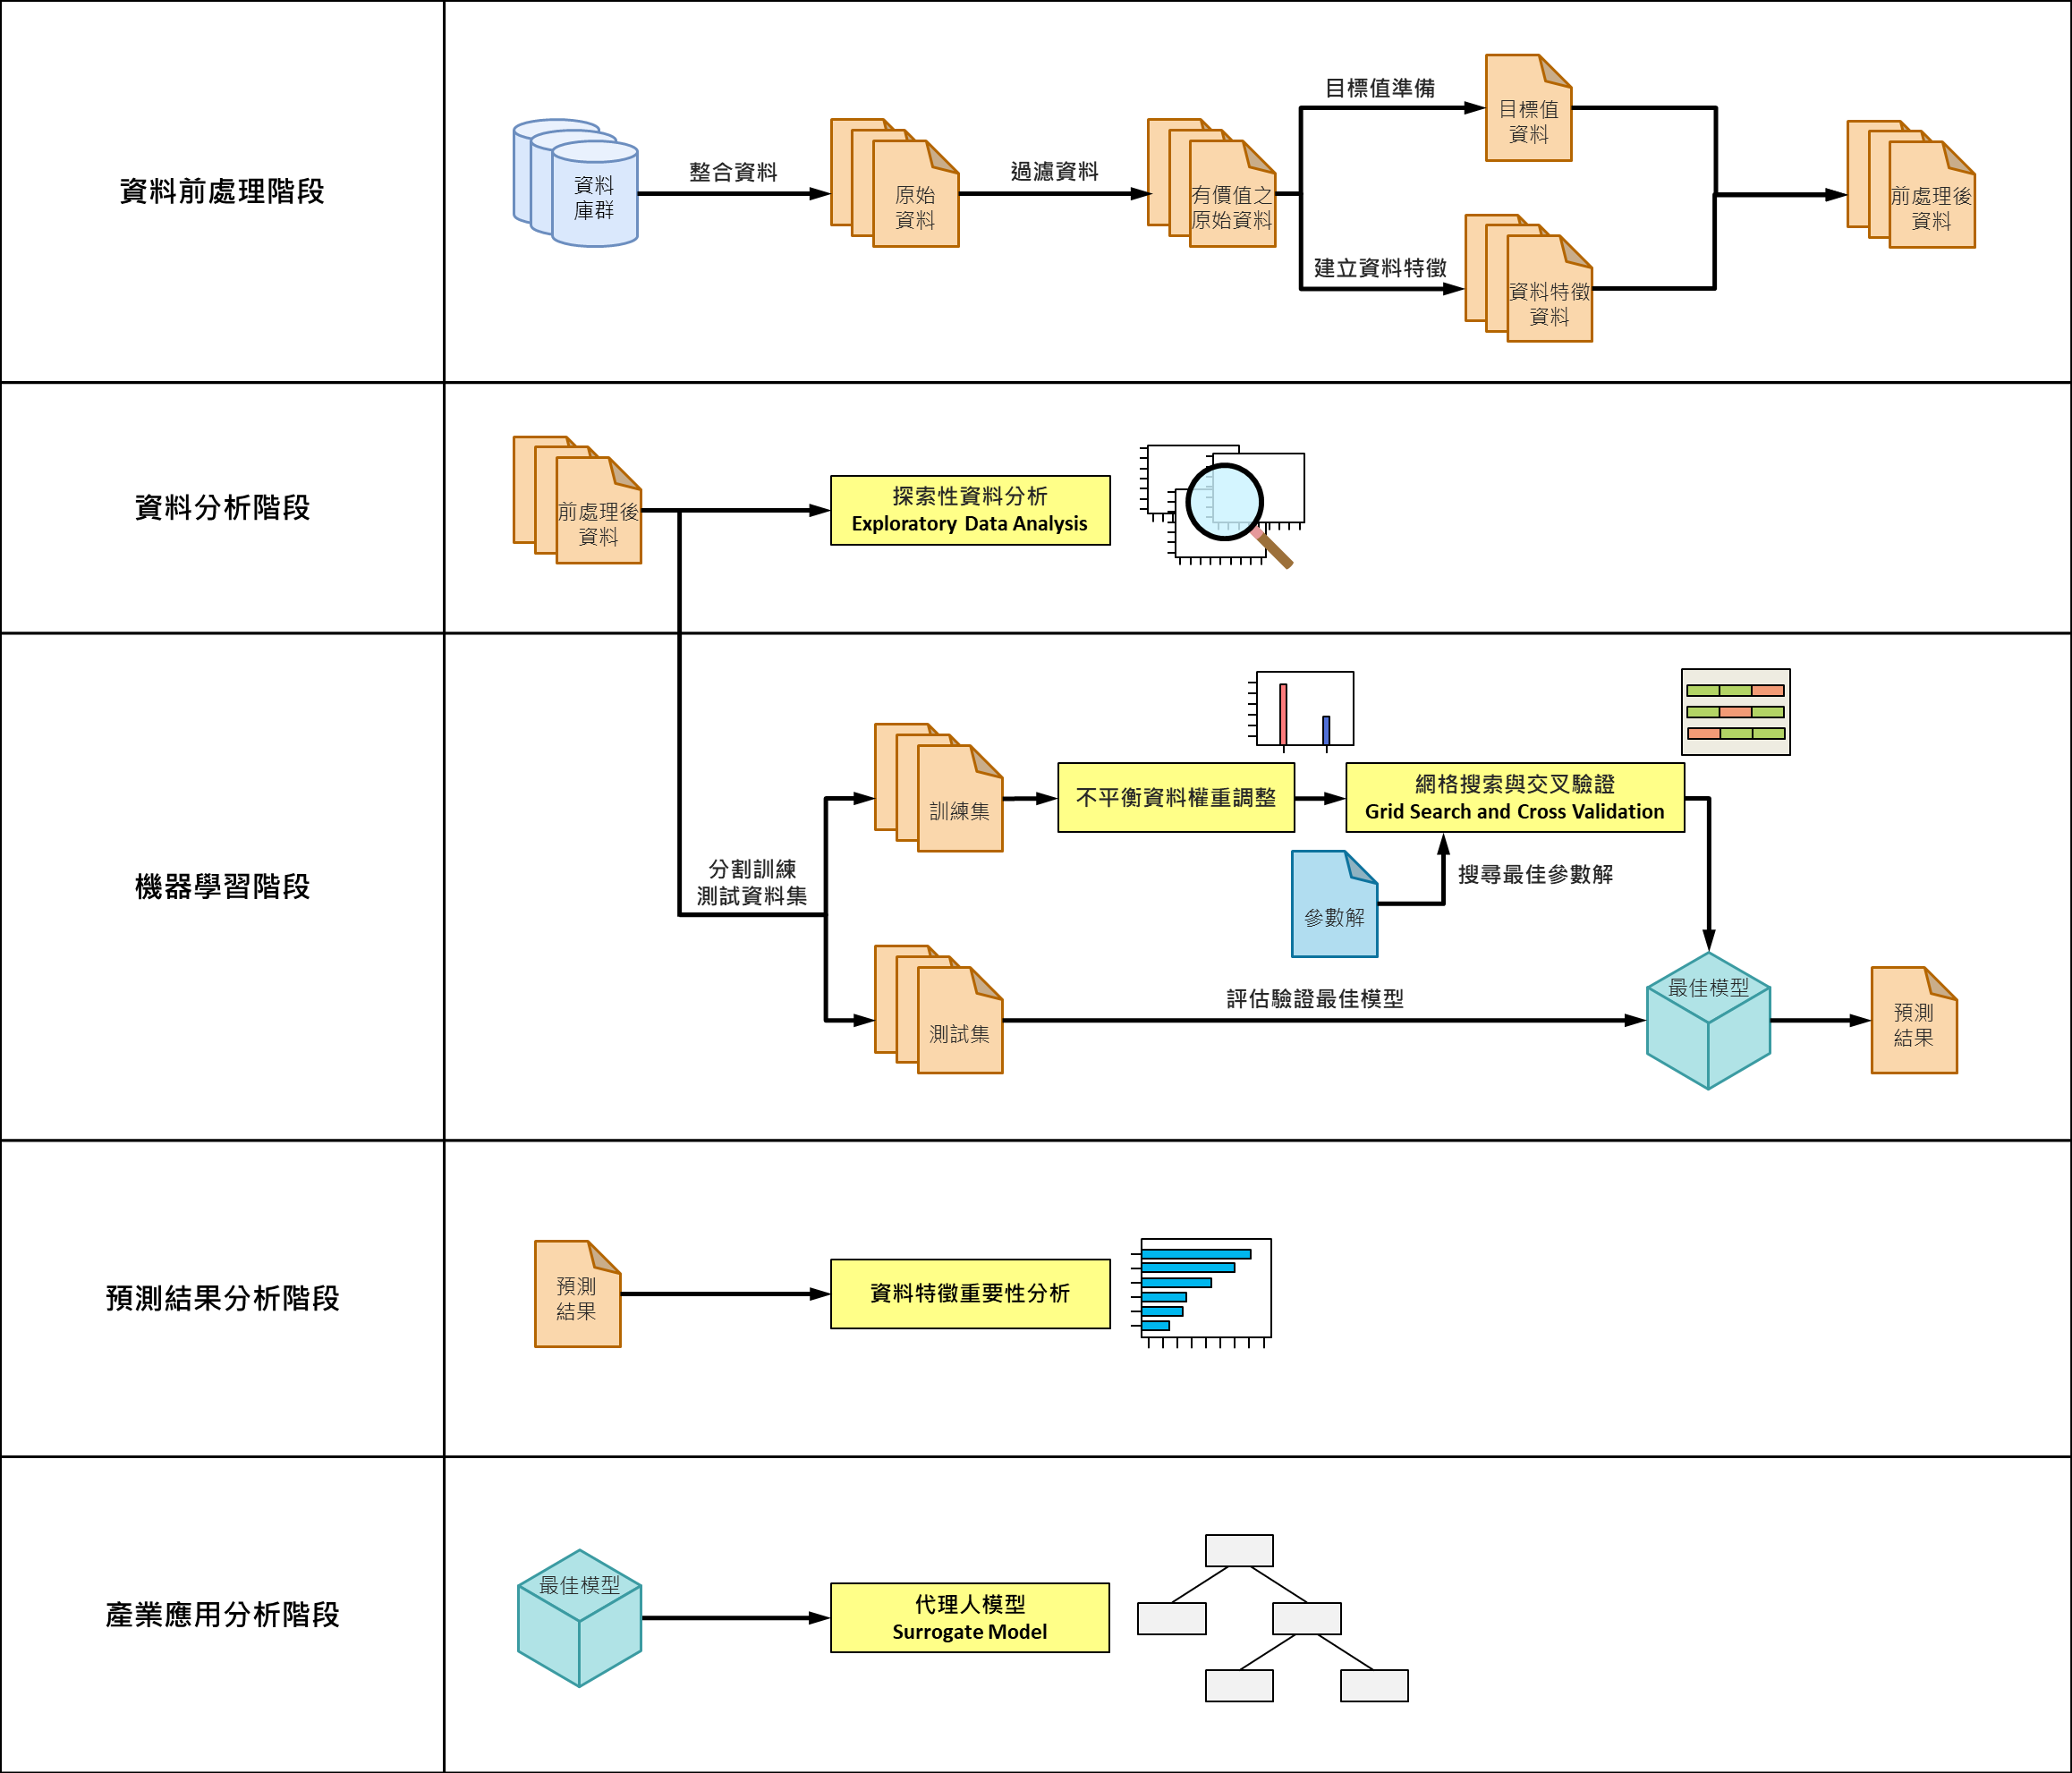 資料前處理階段
資料
庫群
整合資料
原始
資料
過濾資料
有價值之
原始資料
目標值準備
目標值
資料
建立資料特徵
資料特徵
資料
前處理後
資料
資料分析階段
前處理後
資料
探索性資料分析
Exploratory Data Analysis
機器學習階段
分割訓練
測試資料集
訓練集
不平衡資料權重調整
網格搜索與交叉驗證
Grid Search and Cross Validation
參數解
搜尋最佳參數解
測試集
評估驗證最佳模型
最佳模型
預測
結果
預測結果分析階段
預測
結果
資料特徵重要性分析
產業應用分析階段
最佳模型
代理人模型
Surrogate Model